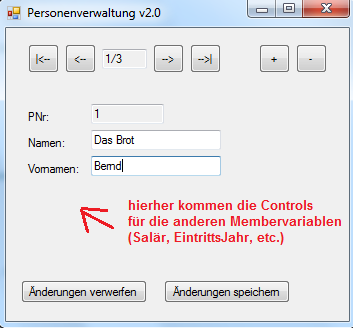 Personenverwaltung v2.0
|<-- <-- 1/3 --> -->| + -
PNr: 1
Namen: Das Brot
Vornamen: Bernd
hierher kommen die Controls
für die anderen Membervariablen
(Salär, EintrittsJahr, etc.)
Änderungen verwerfen Änderungen speichern